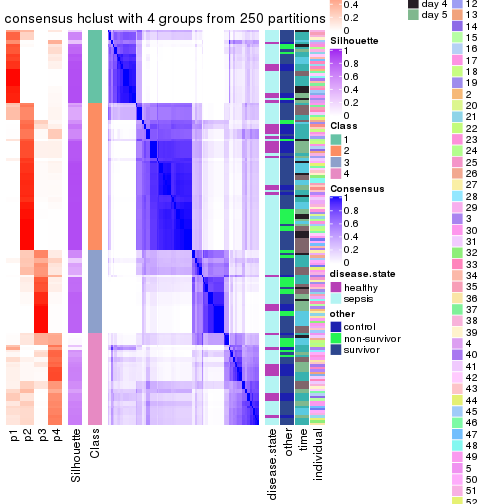 consensus hclust with 4 groups from 250 partitions
p1
p2
p3
p4
Silhouette
Class
disease.state
other
time
individual
0.4
0.2
0
Silhouette
1
0.8
0.6
0.4
0.2
0
Class
1
2
3
4
Consensus
1
0.8
0.6
0.4
0.2
0
disease.state
healthy
sepsis
other
control
non-survivor
Survivor
day 4
day 5
12
13
14
15
16
17
18
19
2
20
21
22
23
24
25
26
27
28
29
3
30
31
32
33
34
35
36
37
38
39
4
40
41
42
43
44
45
46
47
48
49
5
50
51
52